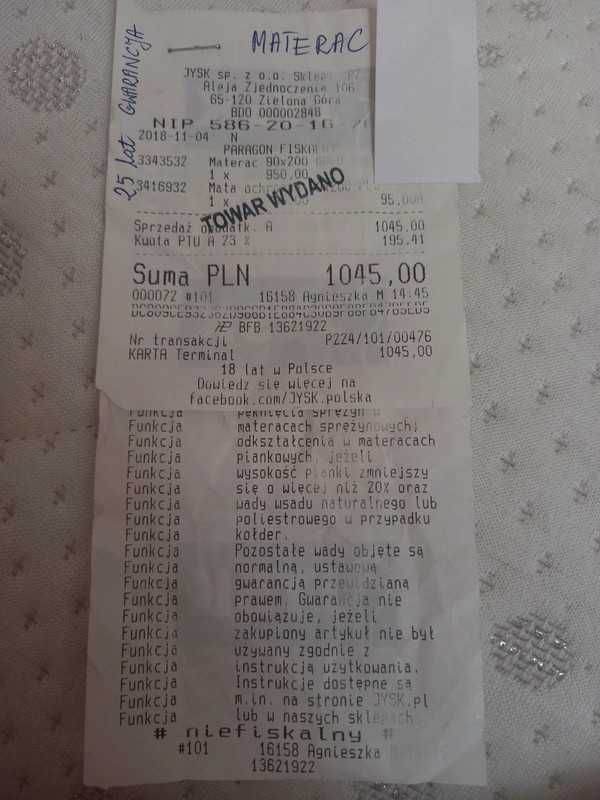 MATERAC
25 lat GWARANCJA
JYSK sp. z o.o. Sklep
Aleja Zjednoczenia 106
65-120 Zielona Góra
BDO 000002848
NIP 586-20-16-
2018-11-04 N
PARAGON FISKALNY
3343532 Materac 90x200
1 x 950,00
3416932 Mata
1 x 95,00A
TOWAR WYDANO
Sprzedaż opodatk. A 1045,00
Kwota PTU A 23 % 195,41
Suma PLN 1045,00
000072 #101 16158 Agnieszka M 14:45
BFB 13621922
Nr transakcji P224/101/00476
KARTA Terminal 1045,00
18 lat w Polsce
Dowiedz się więcej na
facebook.com/JYSK.polska
Funkcja pęknięcia sprężyn w
Funkcja materacach sprężynowych;
Funkcja odkształcenia w materacach
Funkcja piankowych, jeżeli
Funkcja wysokość pianki zmniejszy
Funkcja się o więcej niż 20% oraz
Funkcja wady wsadu naturalnego lub
Funkcja poliestrowego w przypadku
Funkcja kołder.
Funkcja Pozostałe wady objęte są
Funkcja normalną, ustawową
Funkcja gwarancją przewidzianą
Funkcja prawem. Gwarancja nie
Funkcja obowiązuje, jeżeli
Funkcja zakupiony artykuł nie był
Funkcja używany zgodnie z
Funkcja instrukcją użytkowania.
Funkcja Instrukcje dostępne są
Funkcja m.in. na stronie JYSK.pl
Funkcja lub w naszych sklepach.
# niefiskalny #
#101 16158 Agnieszka
13621922